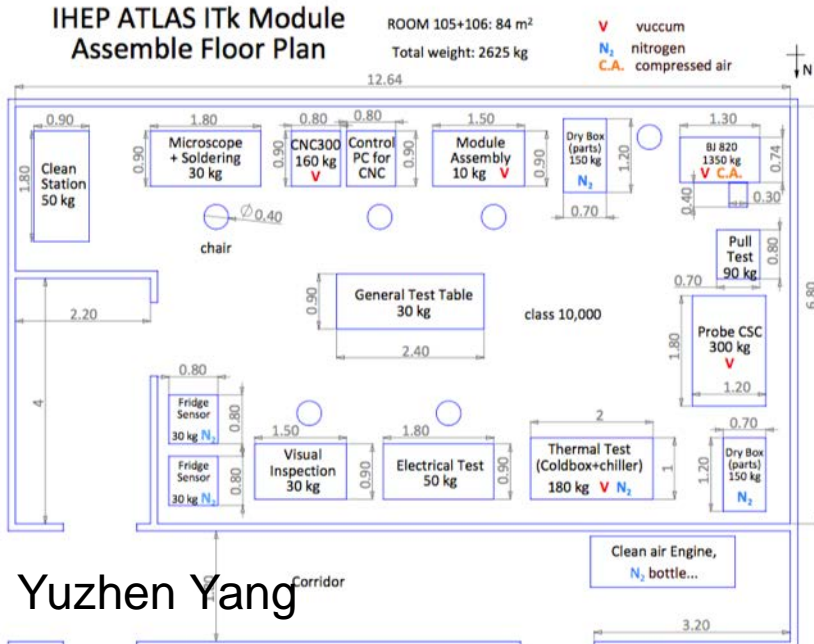 IHEP ATLAS ITk Module
Assemble Floor Plan
ROOM 105+106: 84 m²
Total weight: 2625 kg
V vuccum
N₂ nitrogen
C.A. compressed air
N
12.64
0.90
1.80
0.80
0.80
1.50
1.30
Clean
Station
50 kg
1.80
Microscope
+ Soldering
30 kg
0.90
CNC300
160 kg
V
0.90
Control
PC for
CNC
0.90
Module
Assembly
10 kg V
0.90
Dry Box
(parts)
150 kg
N₂
1.20
0.70
BJ 820
1350 kg
V C.A.
0.74
0.40
0.30
Ø 0.40
chair
Pull
Test
90 kg
0.80
0.70
General Test Table
30 kg
0.90
2.40
class 10,000
6.80
2.20
4
Probe CSC
300 kg
V
1.80
1.20
0.80
Fridge
Sensor
30 kg N₂
0.80
Fridge
Sensor
30 kg N₂
0.80
1.50
Visual
Inspection
30 kg
0.90
1.80
Electrical Test
50 kg
0.90
2
Thermal Test
(Coldbox+chiller)
180 kg V N₂
1
0.70
Dry Box
(parts)
150 kg
N₂
1.20
Clean air Engine,
N₂ bottle...
Yuzhen Yang
Corridor
3.20